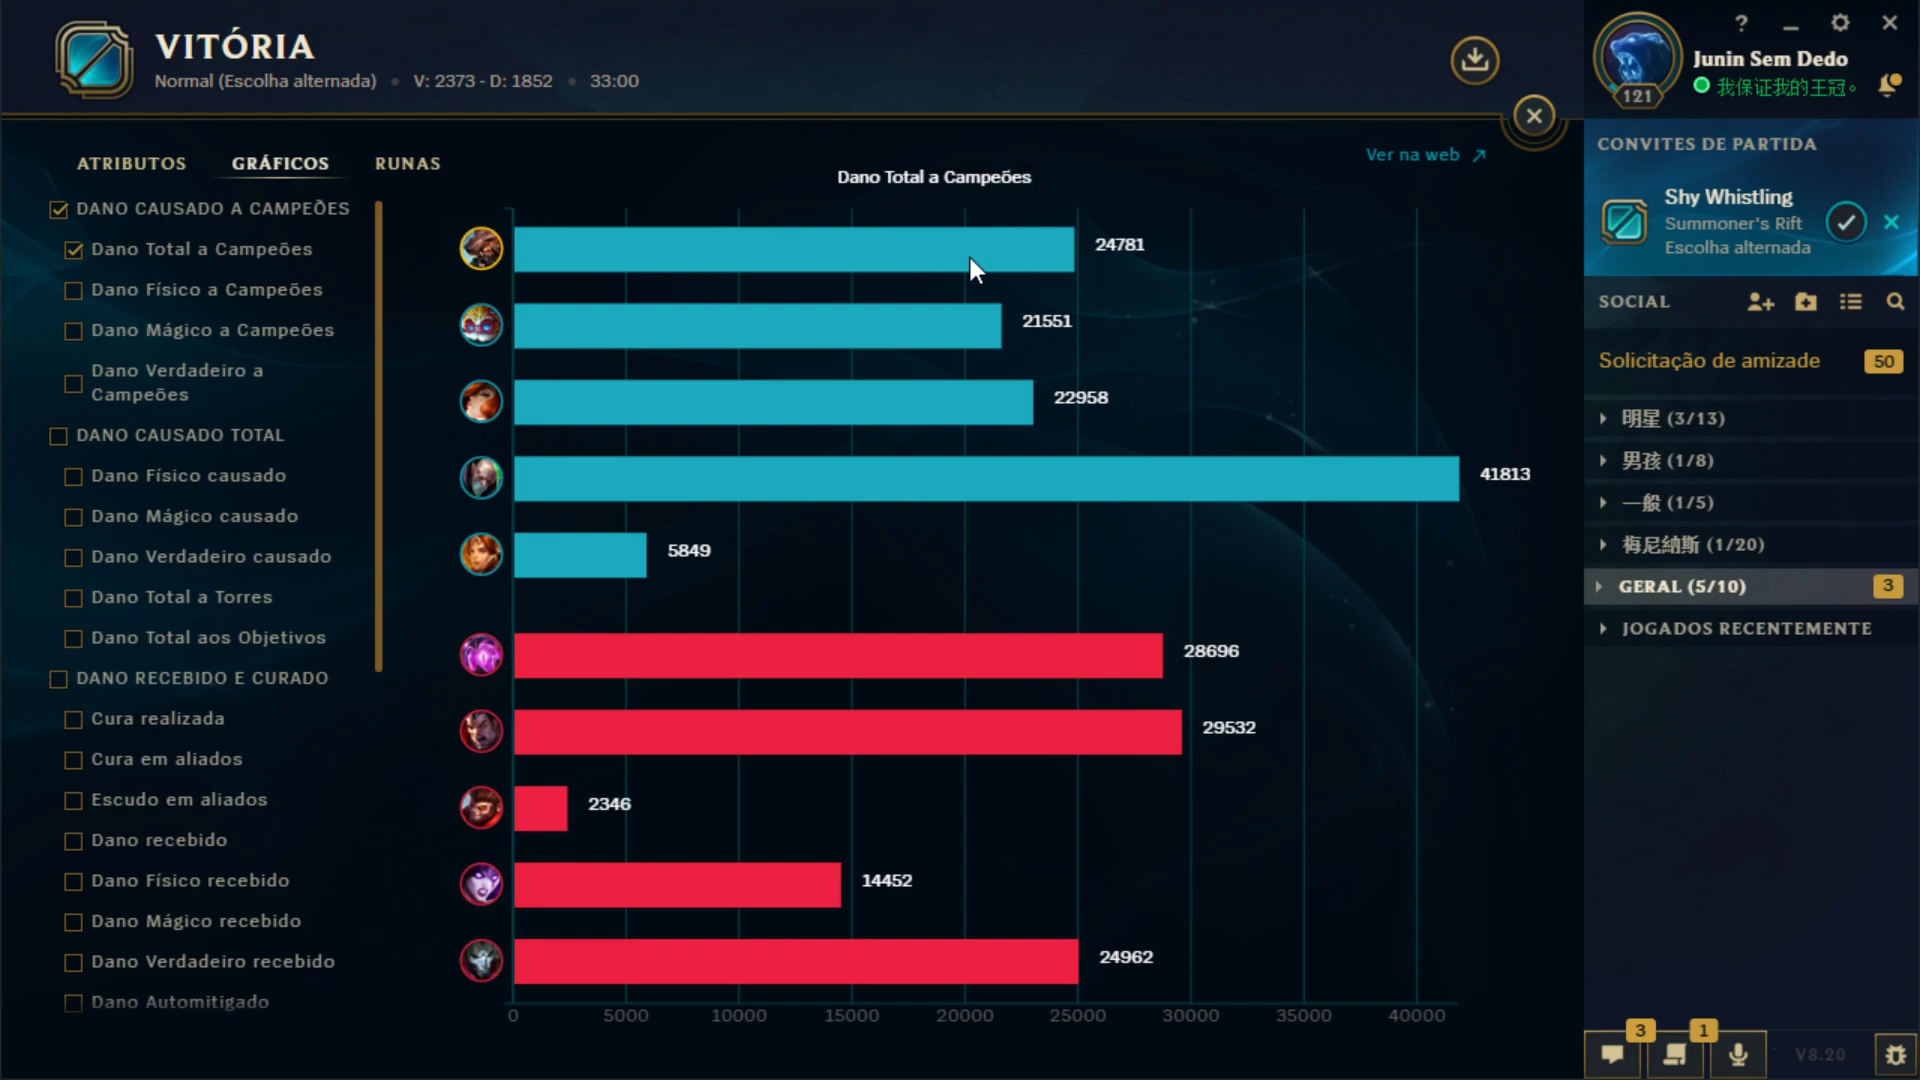 VITÓRIA
Normal (Escolha alternada) • V: 2373 - D: 1852 • 33:00
ATRIBUTOS
GRÁFICOS
RUNAS
DANO CAUSADO A CAMPEÕES
Dano Total a Campeões
Dano Físico a Campeões
Dano Mágico a Campeões
Dano Verdadeiro a
Campeões
DANO CAUSADO TOTAL
Dano Físico causado
Dano Mágico causado
Dano Verdadeiro causado
Dano Total a Torres
Dano Total aos Objetivos
DANO RECEBIDO E CURADO
Cura realizada
Cura em aliados
Escudo em aliados
Dano recebido
Dano Físico recebido
Dano Mágico recebido
Dano Verdadeiro recebido
Dano Automitigado
Ver na web
Dano Total a Campeões
24781
21551
22958
41813
5849
28696
29532
2346
14452
24962
0 5000 10000 15000 20000 25000 30000 35000 40000
?
121
Junin Sem Dedo
我保证我的王冠。
CONVITES DE PARTIDA
Shy Whistling
Summoner's Rift
Escolha alternada
SOCIAL
Solicitação de amizade 50
明星 (3/13)
男孩 (1/8)
一般 (1/5)
梅尼納斯 (1/20)
GERAL (5/10) 3
JOGADOS RECENTEMENTE
3
1
V8.20